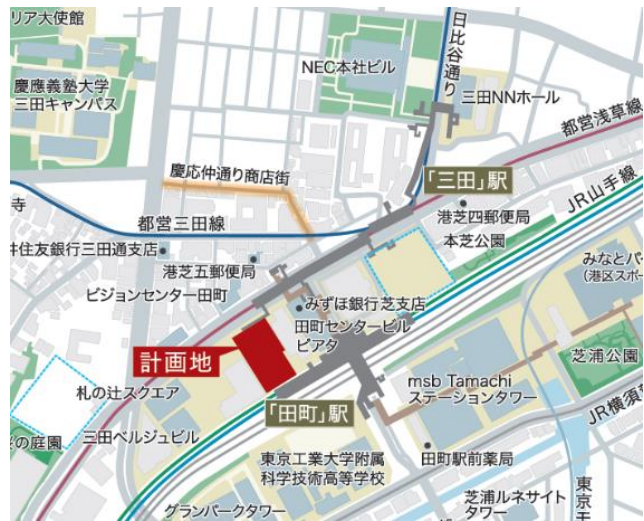 リア大使館
慶應義塾大学
三田キャンパス
NEC本社ビル
日比谷通り
三田NNホール
都営浅草線
慶応仲通り商店街
「三田」駅
JR山手線
寺
都営三田線
港芝四郵便局
本芝公園
井住友銀行三田通支店
港芝五郵便局
みなとパー
(港区スポー
ビジョンセンター田町
みずほ銀行芝支店
田町センタービル
ピアタ
計画地
芝浦公園
札の辻スクエア
「田町」駅
msb Tamachi
ステーションタワー
JR横須賀
の庭園
三田ベルジュビル
東京工業大学附属
科学技術高等学校
田町駅前薬局
グランパークタワー
芝浦ルネサイト
タワー
東京モ